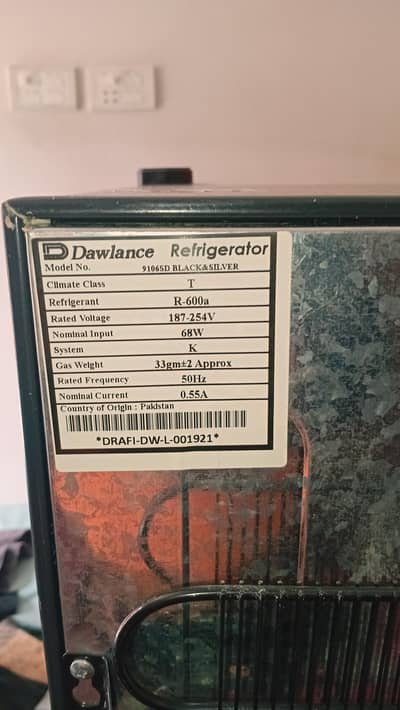 Dawlance Refrigerator
Model No. 9106SD BLACK&SILVER
Climate Class T
Refrigerant R-600a
Rated Voltage 187-254V
Nominal Input 68W
System K
Gas Weight 33gm±2 Approx
Rated Frequency 50Hz
Nominal Current 0.55A
Country of Origin : Pakistan
*DRAFI-DW-L-001921*